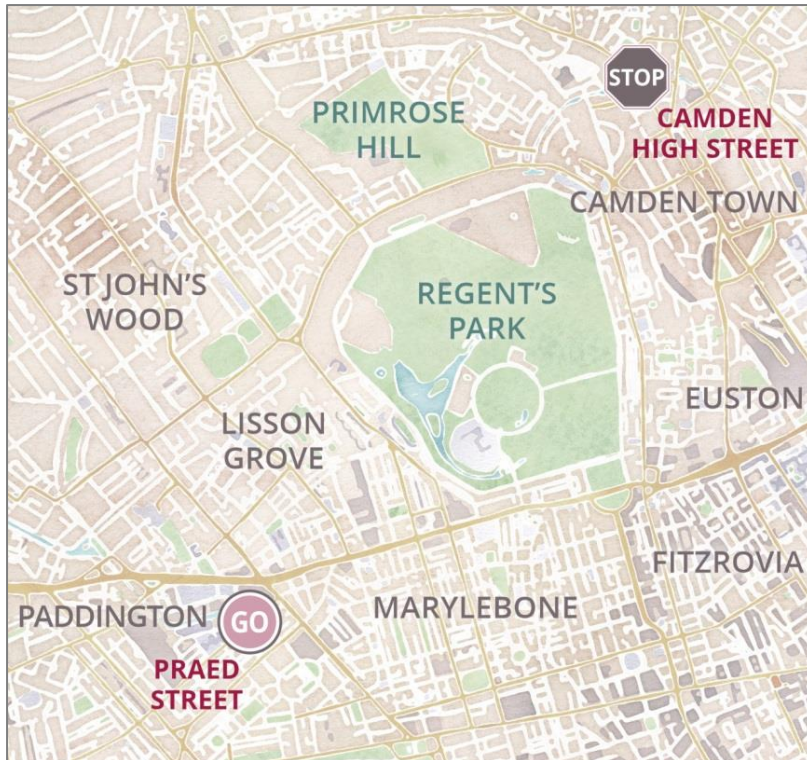 STOP
PRIMROSE
HILL
CAMDEN
HIGH STREET
CAMDEN TOWN
ST JOHN'S
WOOD
REGENT'S
PARK
EUSTON
LISSON
GROVE
FITZROVIA
PADDINGTON
GO
MARYLEBONE
PRAED
STREET